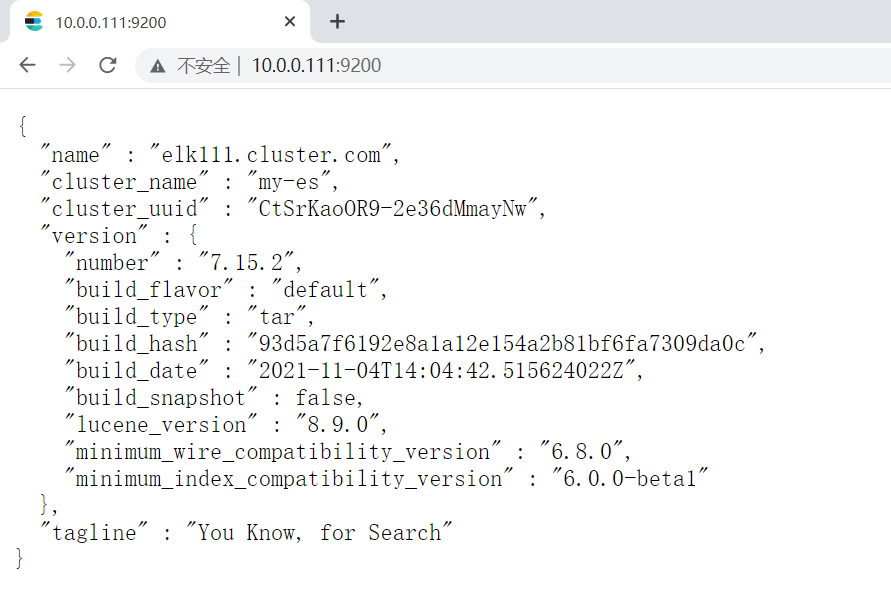 10.0.0.111:9200
不安全 | 10.0.0.111:9200
{
  "name" : "elk111.cluster.com",
  "cluster_name" : "my-es",
  "cluster_uuid" : "CtSrKaoOR9-2e36dMmayNw",
  "version" : {
    "number" : "7.15.2",
    "build_flavor" : "default",
    "build_type" : "tar",
    "build_hash" : "93d5a7f6192e8a1a12e154a2b81bf6fa7309da0c",
    "build_date" : "2021-11-04T14:04:42.515624022Z",
    "build_snapshot" : false,
    "lucene_version" : "8.9.0",
    "minimum_wire_compatibility_version" : "6.8.0",
    "minimum_index_compatibility_version" : "6.0.0-beta1"
  },
  "tagline" : "You Know, for Search"
}